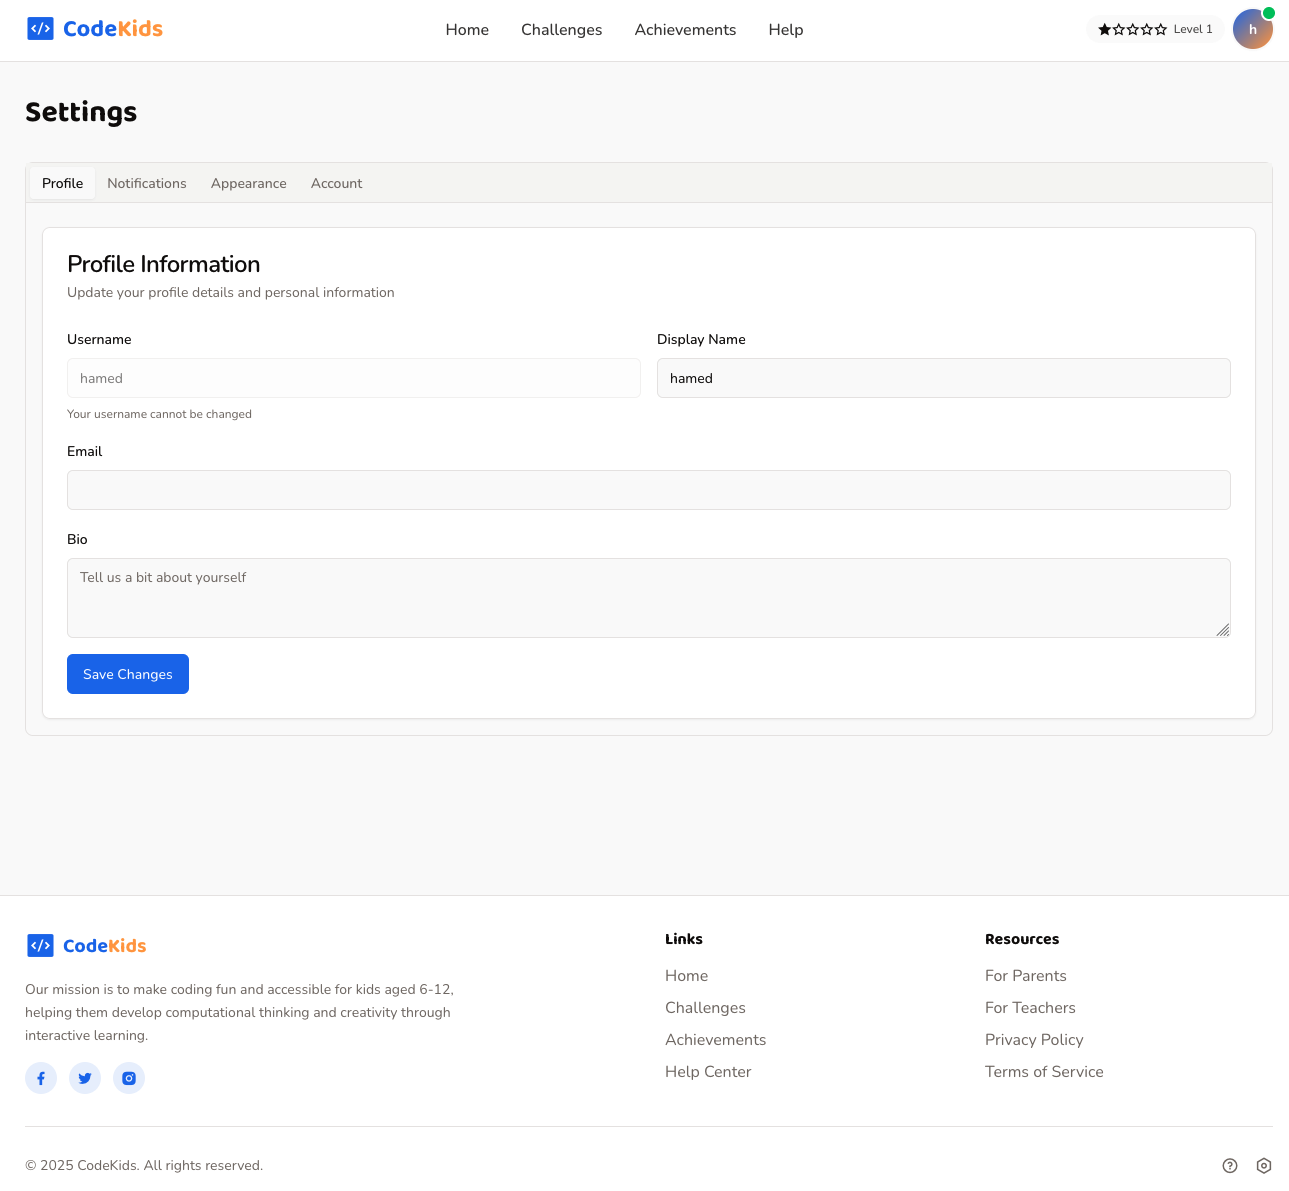 CodeKids
Home
Challenges
Achievements
Help
Level 1
h
Settings
Profile
Notifications
Appearance
Account
Profile Information
Update your profile details and personal information
Username
Display Name
hamed
hamed
Your username cannot be changed
Email
Bio
Tell us a bit about yourself
Save Changes
CodeKids
Our mission is to make coding fun and accessible for kids aged 6-12,
helping them develop computational thinking and creativity through
interactive learning.
Links
Home
Challenges
Achievements
Help Center
Resources
For Parents
For Teachers
Privacy Policy
Terms of Service
© 2025 CodeKids. All rights reserved.